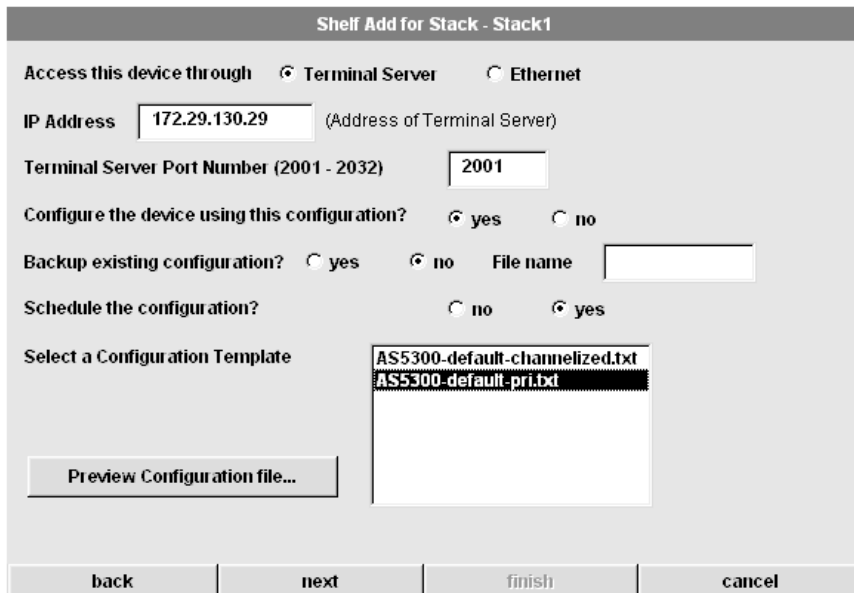 Shelf Add for Stack - Stack1
Access this device through Terminal Server Ethernet
IP Address 172.29.130.29 (Address of Terminal Server)
Terminal Server Port Number (2001 - 2032) 2001
Configure the device using this configuration? yes no
Backup existing configuration? yes no File name
Schedule the configuration? no yes
Select a Configuration Template AS5300-default-channelized.txt
AS5300-default-pri.txt
Preview Configuration file...
back next finish cancel